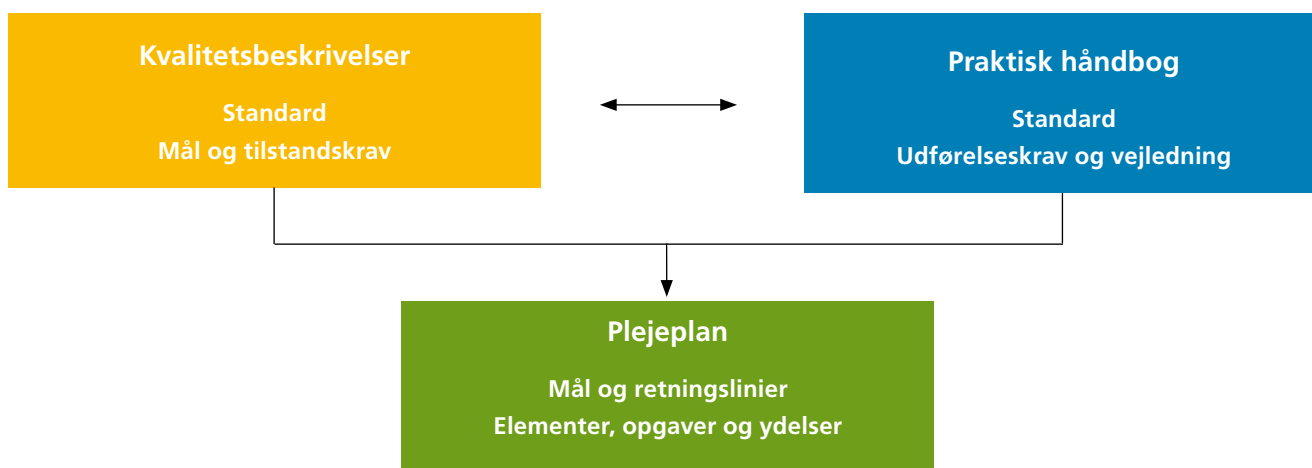 Kvalitetsbeskrivelser
Standard
Mål og tilstandskrav
Praktisk håndbog
Standard
Udførelseskrav og vejledning
Plejeplan
Mål og retningslinier
Elementer, opgaver og ydelser